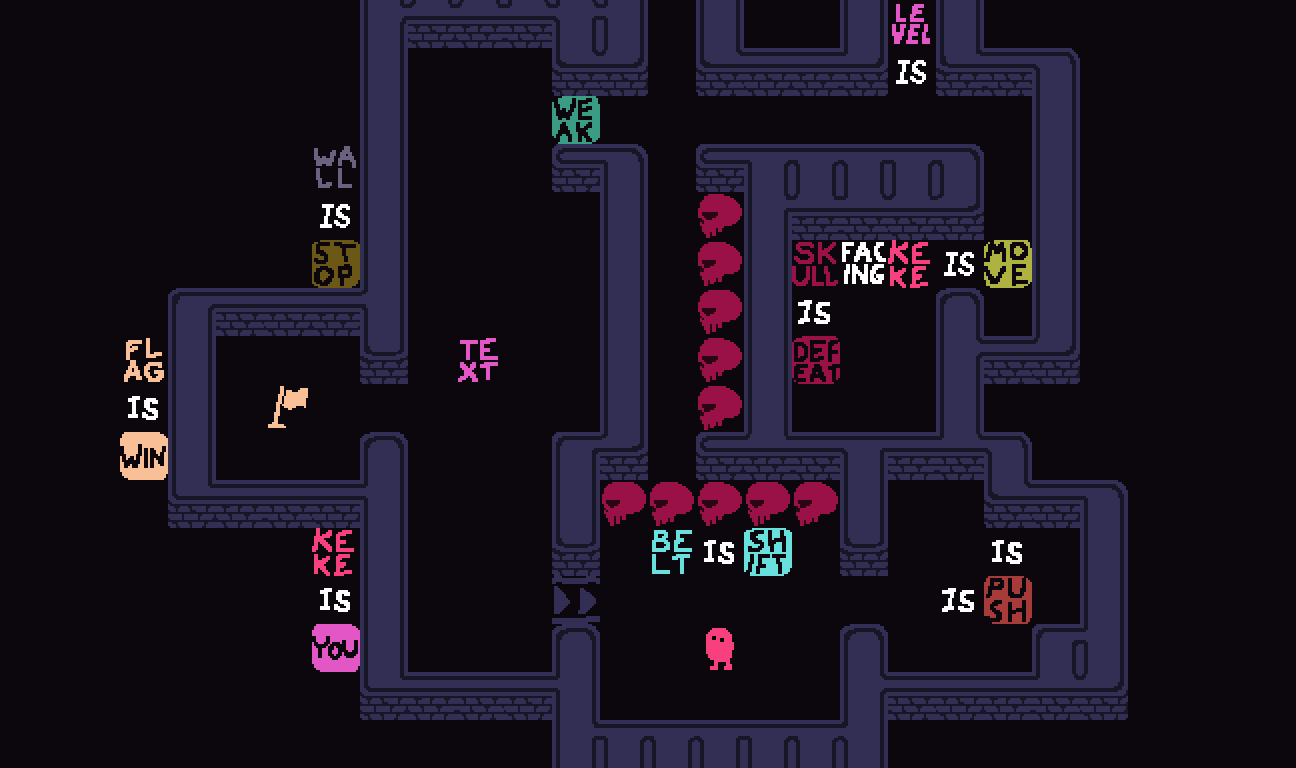 LEVEL
IS
WEAK
WALL
IS
STOP
SKULL FACING KEKE IS MOVE
IS
DEFEAT
TEXT
FLAG
IS
WIN
KEKE
IS
YOU
BELT IS SHIFT
IS
IS PUSH